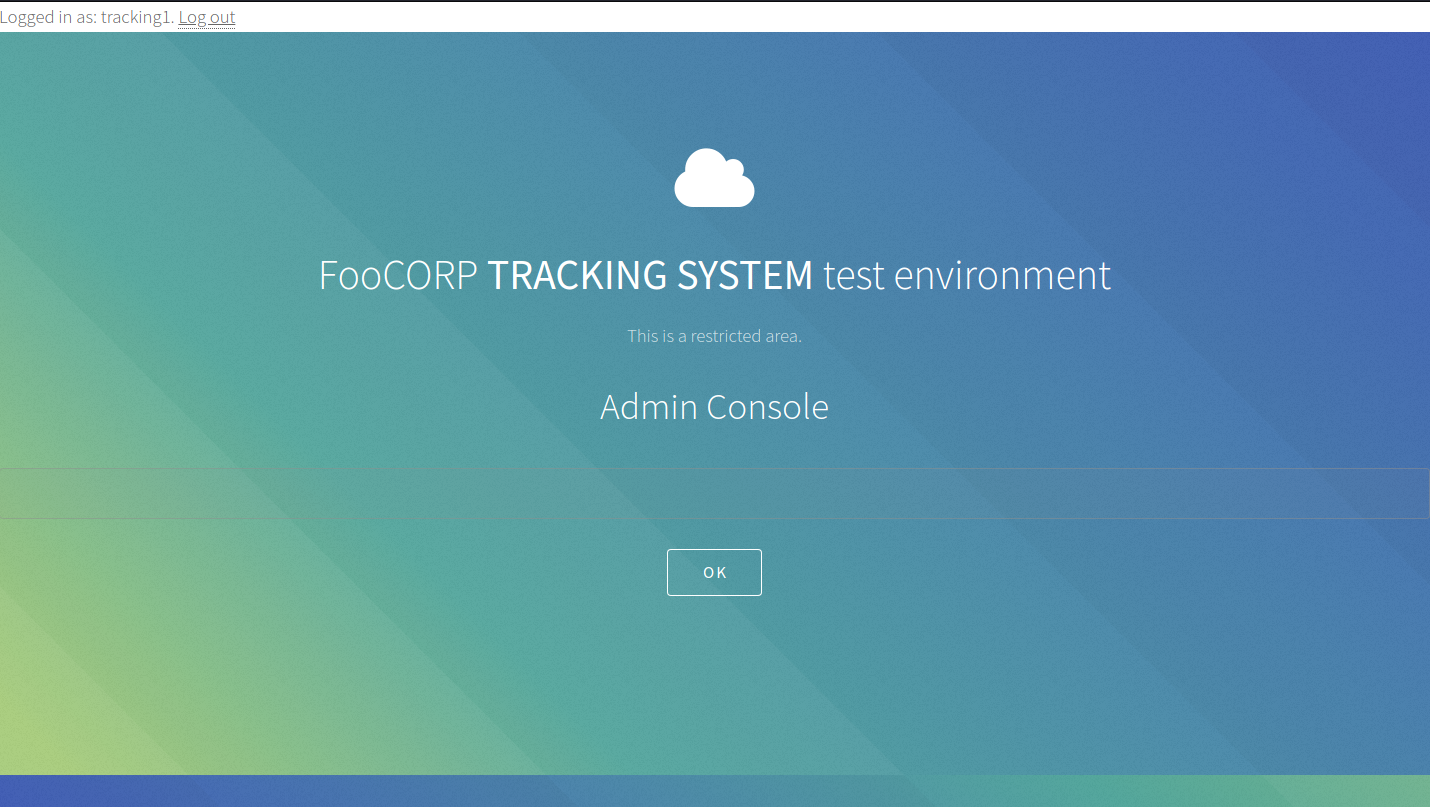 Logged in as: tracking1. Log out
FooCORP TRACKING SYSTEM test environment
This is a restricted area.
Admin Console
OK